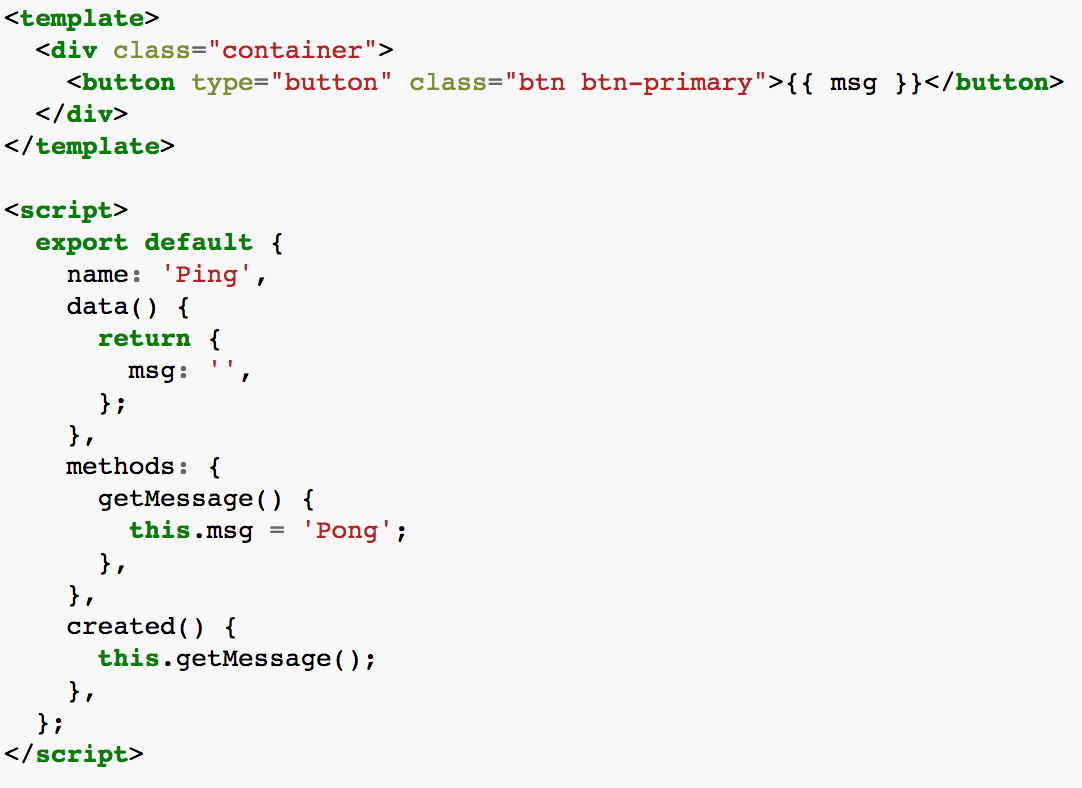 <template>
  <div class="container">
    <button type="button" class="btn btn-primary">{{ msg }}</button>
  </div>
</template>

<script>
  export default {
    name: 'Ping',
    data() {
      return {
        msg: '',
      };
    },
    methods: {
      getMessage() {
        this.msg = 'Pong';
      },
    },
    created() {
      this.getMessage();
    },
  };
</script>